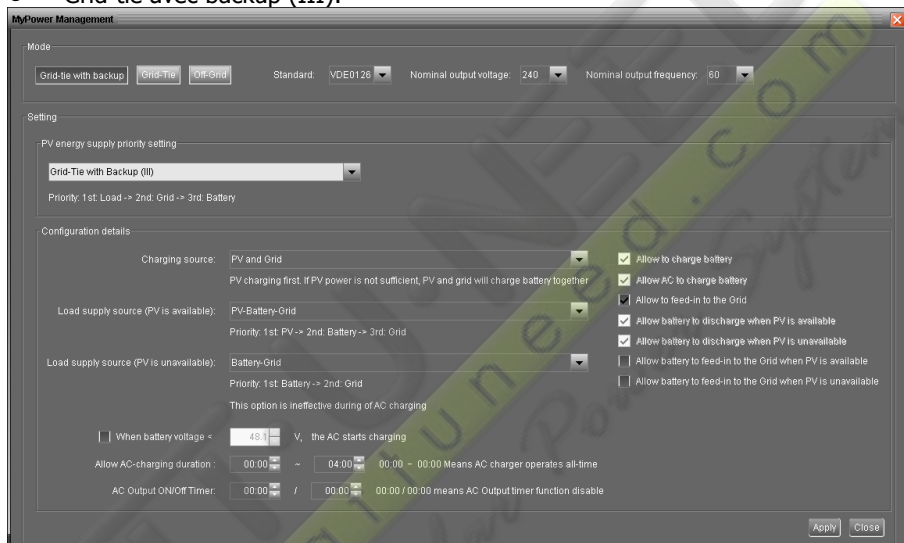 Grid-tie avec backup (III).
MyPower Management
Mode
Grid-tie with backup Grid-Tie Off-Grid Standard: VDE0126 Nominal output voltage: 240 Nominal output frequency: 60
Setting
PV energy supply priority setting
Grid-Tie with Backup (III)
Priority: 1st: Load -> 2nd: Grid -> 3rd: Battery
Configuration details
Charging source: PV and Grid
PV charging first. If PV power is not sufficient, PV and grid will charge battery together
Load supply source (PV is available): PV-Battery-Grid
Priority: 1st: PV -> 2nd: Battery -> 3rd: Grid
Load supply source (PV is unavailable): Battery-Grid
Priority: 1st: Battery -> 2nd: Grid
This option is ineffective during of AC charging
Allow to charge battery
Allow AC to charge battery
Allow to feed-in to the Grid
Allow battery to discharge when PV is available
Allow battery to discharge when PV is unavailable
Allow battery to feed-in to the Grid when PV is available
Allow battery to feed-in to the Grid when PV is unavailable
When battery voltage < 48.1 V, the AC starts charging
Allow AC-charging duration : 00:00 ~ 04:00 00:00 ~ 00:00 Means AC charger operates all-time
AC Output ON/Off Timer: 00:00 / 00:00 00:00 / 00:00 means AC Output timer function disable
Apply Close